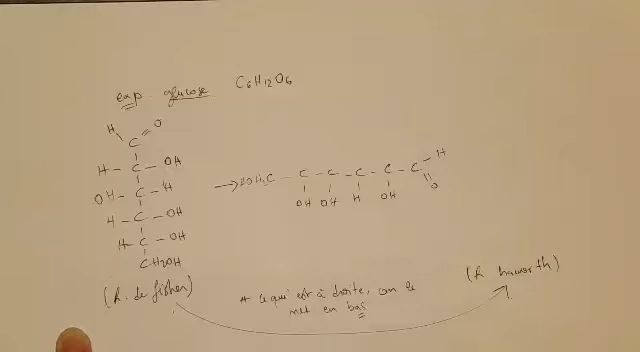 exp glucose C6H12O6
H O
C
H - C - OH
OH - C - H
H - C - OH
H - C - OH
CH2OH
(R. de fisher)
→ HOH2C - C - C - C - C - C - H
OH OH H OH O
(R haworth)
* ce qui est à droite, on le
met en bas